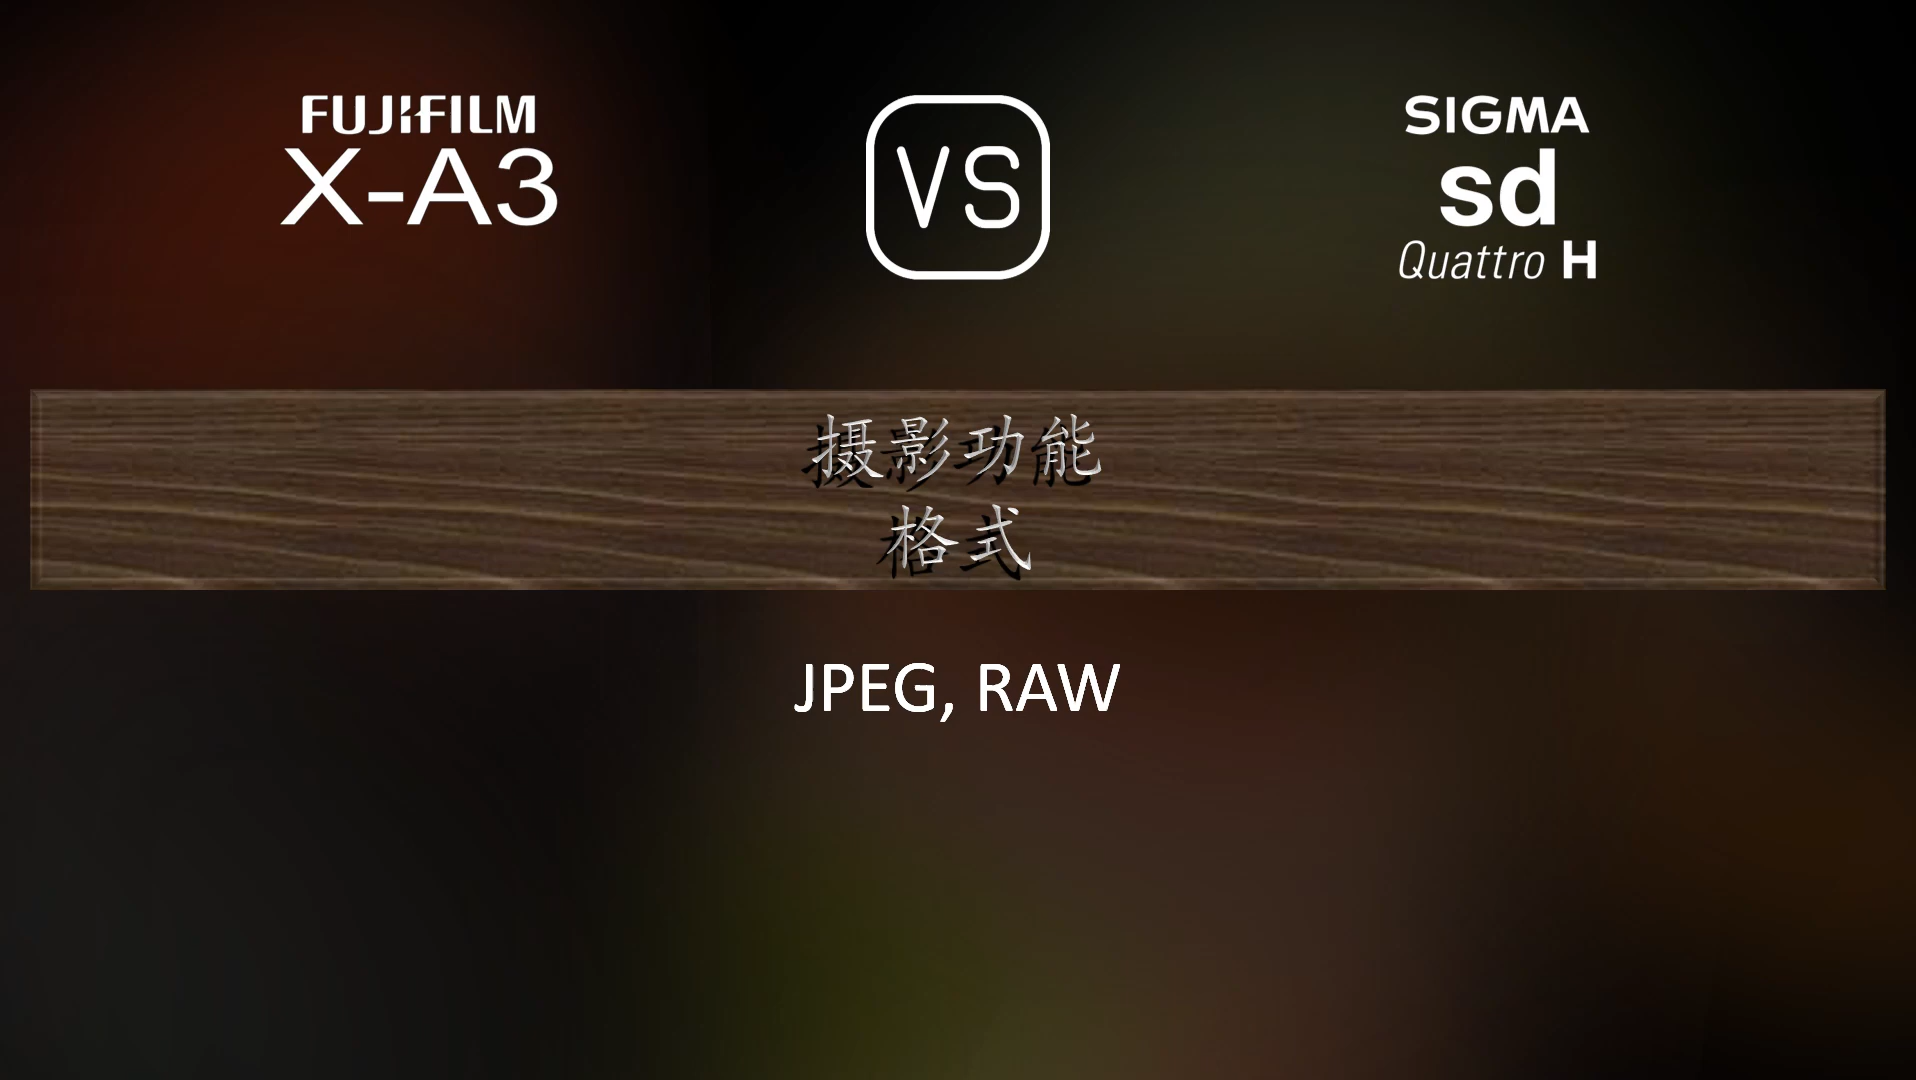 FUJIFILM
X-A3
VS
SIGMA
sd
Quattro H
摄影功能
格式
JPEG, RAW